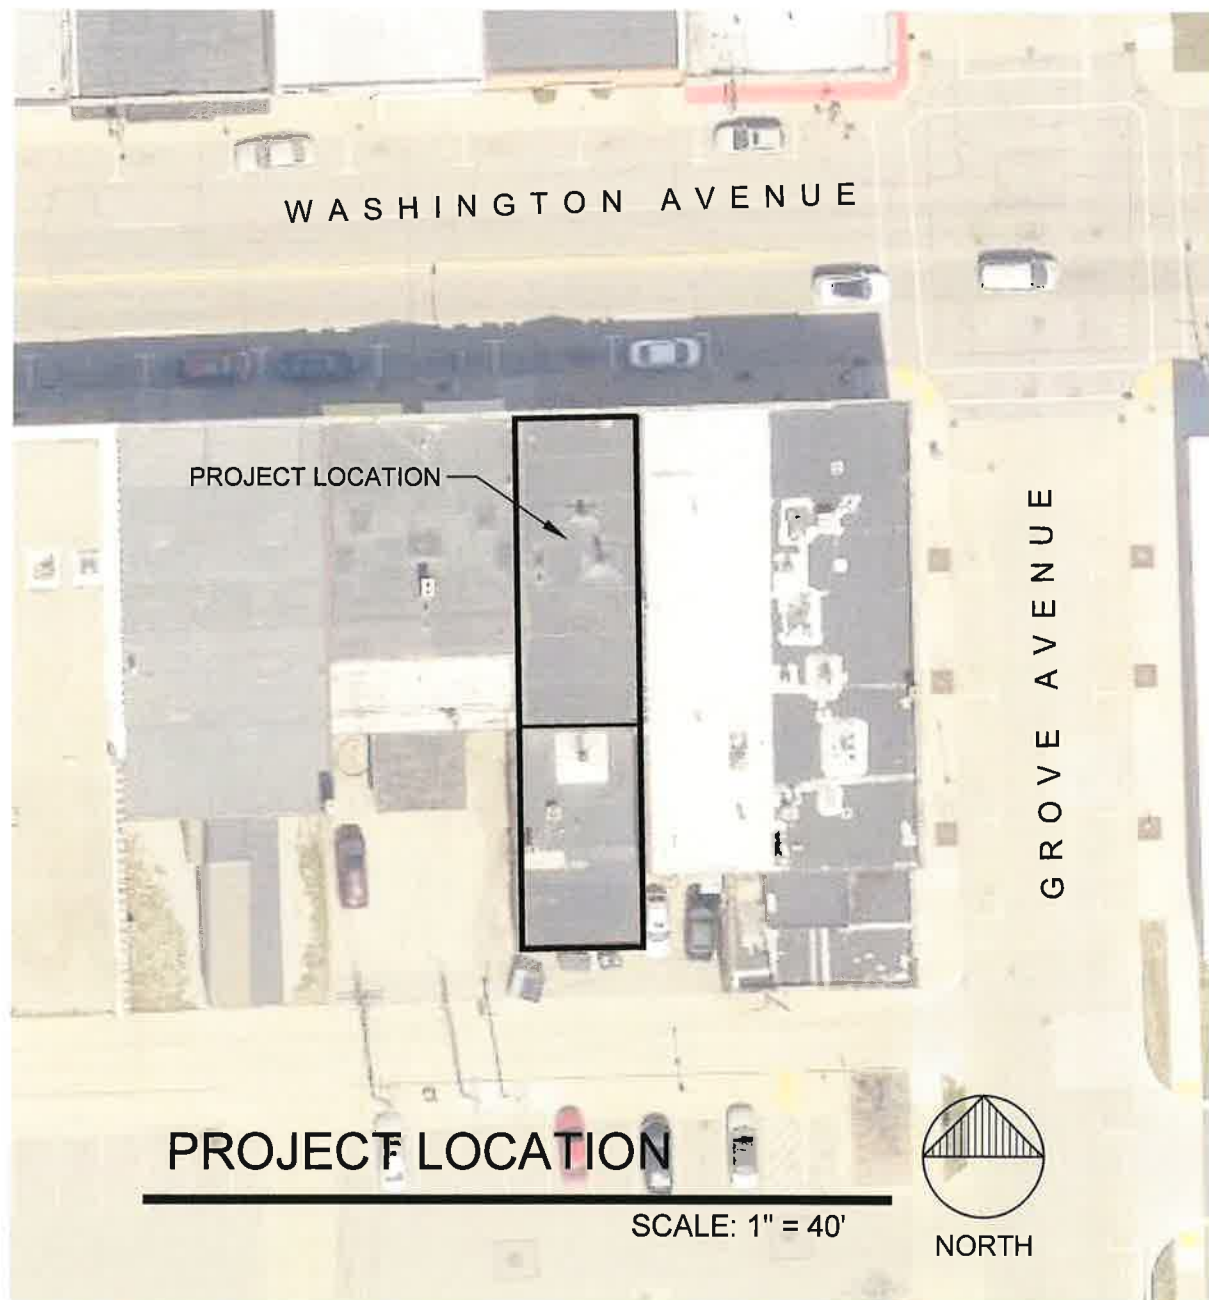 WASHINGTON AVENUE
PROJECT LOCATION
GROVE AVENUE
PROJECT LOCATION
SCALE: 1" = 40'
NORTH